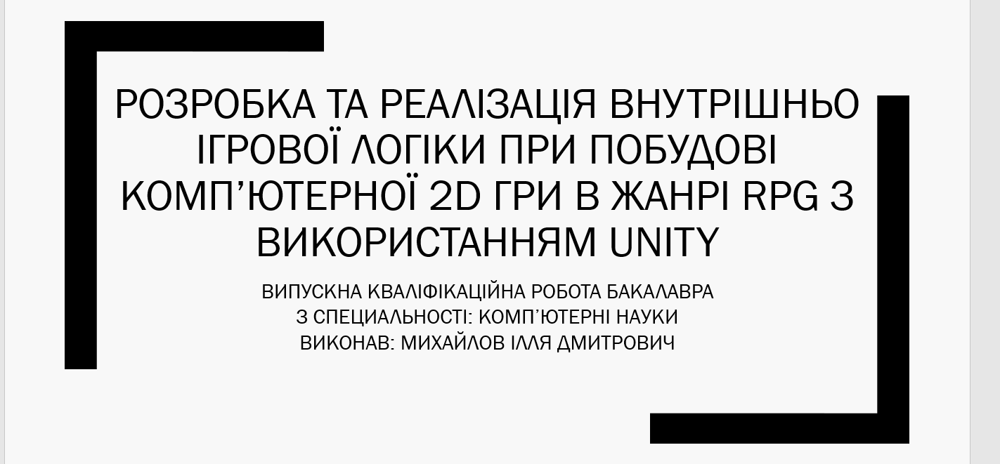 РОЗРОБКА ТА РЕАЛІЗАЦІЯ ВНУТРІШНЬО
ІГРОВОЇ ЛОГІКИ ПРИ ПОБУДОВІ
КОМП’ЮТЕРНОЇ 2D ГРИ В ЖАНРІ RPG З
ВИКОРИСТАННЯМ UNITY
ВИПУСКНА КВАЛІФІКАЦІЙНА РОБОТА БАКАЛАВРА
З СПЕЦИАЛЬНОСТІ: КОМП’ЮТЕРНІ НАУКИ
ВИКОНАВ: МИХАЙЛОВ ІЛЛЯ ДМИТРОВИЧ